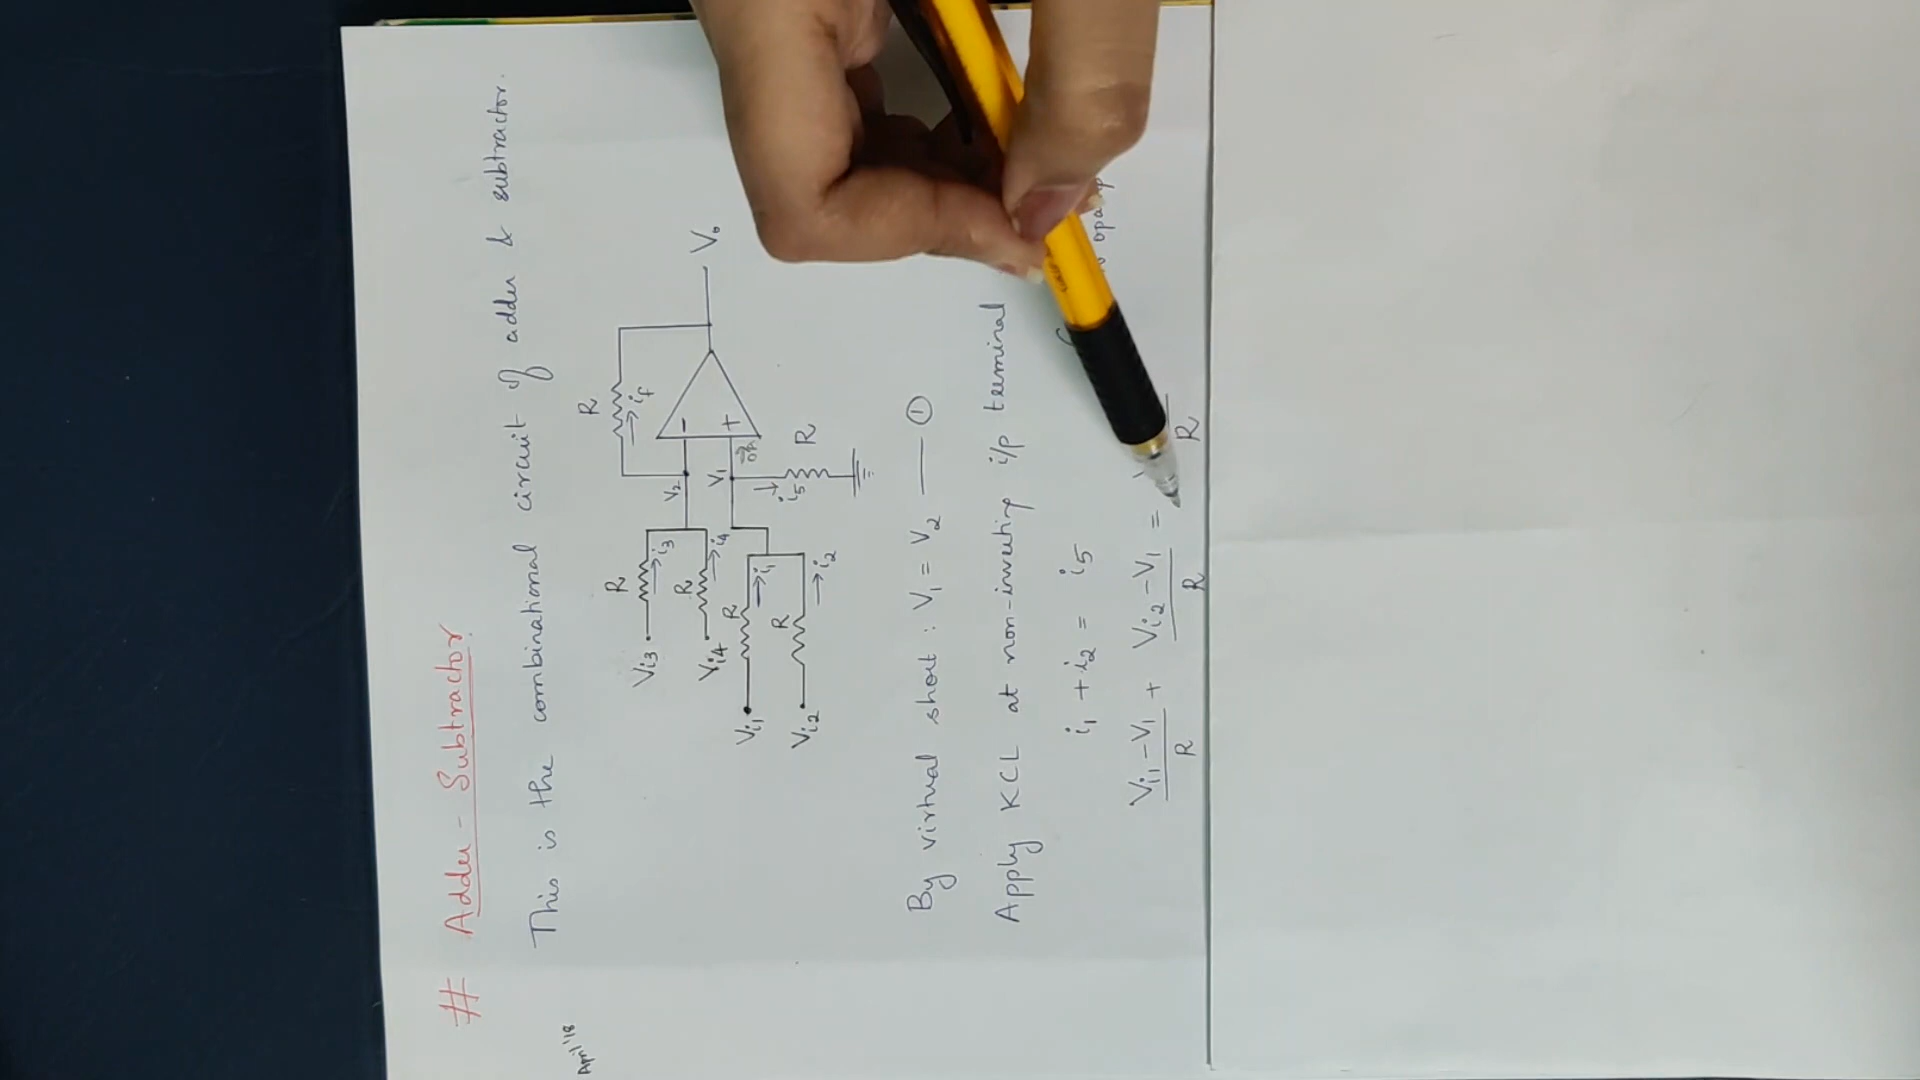 # Adder - Subtractor
April'18
This is the combinational circuit of adder & subtractor.
R
if
Vi3 R i3 V2
Vi4 R i4 −
V0
Vi1 R i1 V1 +
Vi2 R i2
i5 R
By virtual short : V1 = V2 —— ①
Apply KCL at non-inverting i/p terminal
i1 + i2 = i5
opamp
Vi1 − V1 / R + Vi2 − V1 / R = / R